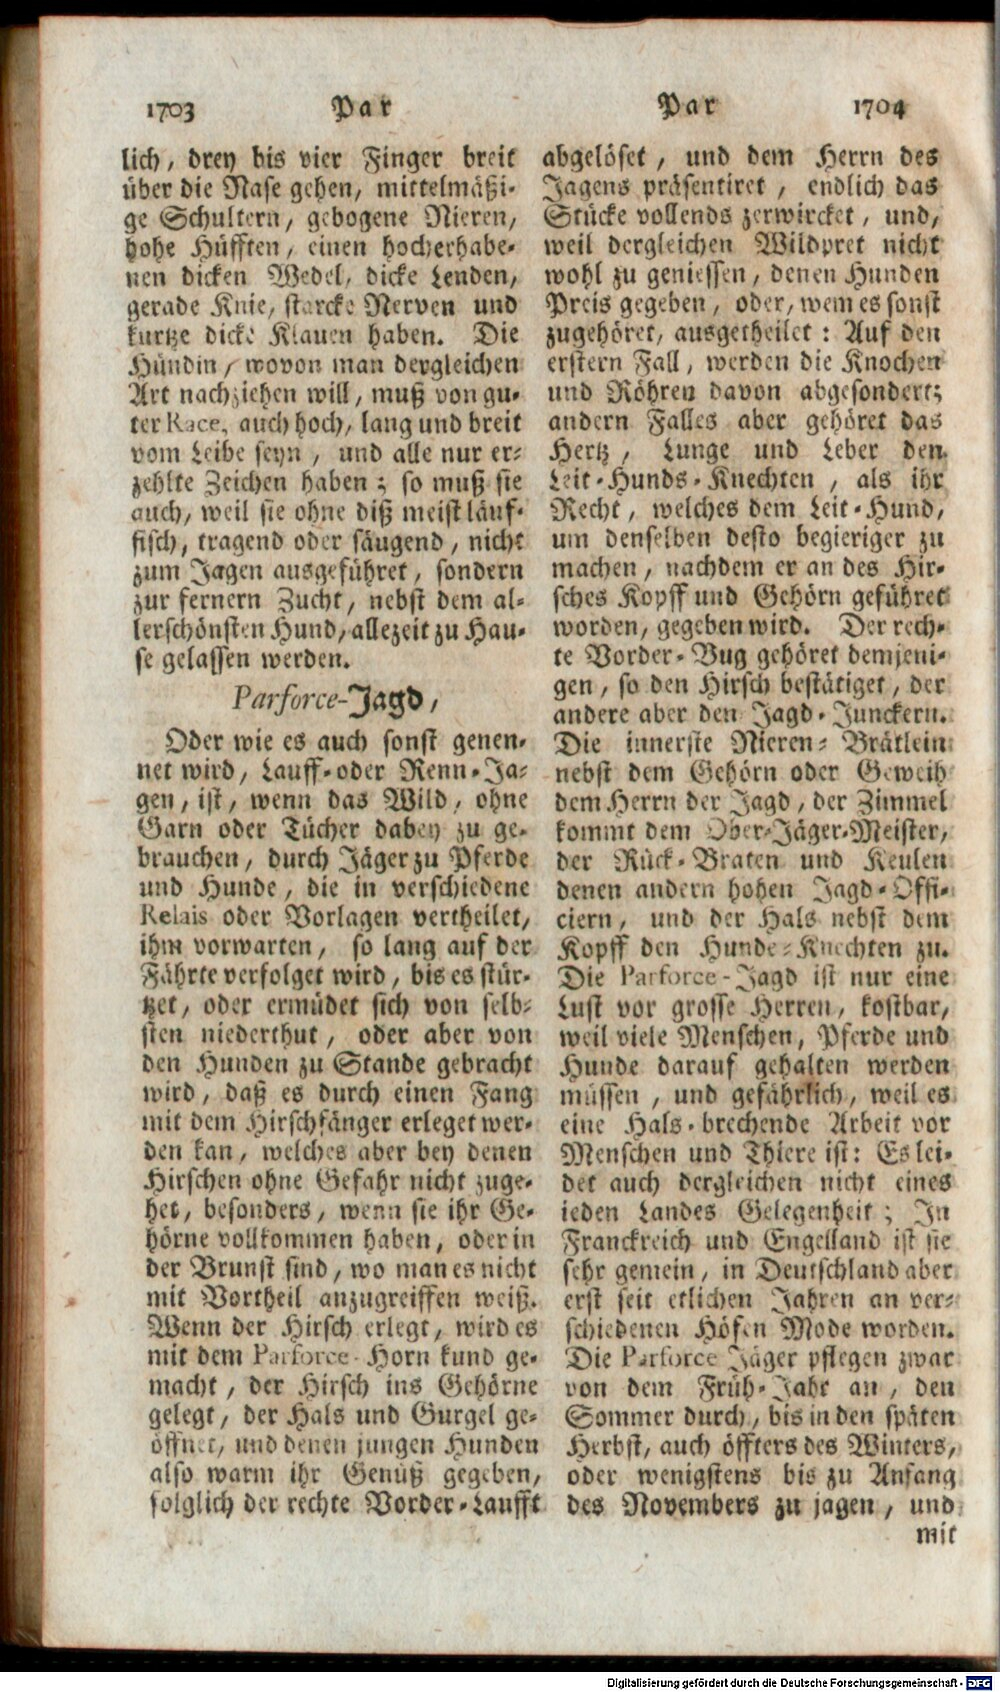 1703 Par
lich, drey bis vier Finger breit
über die Nase gehen, mittelmäßi-
ge Schultern, gebogene Nieren,
hohe Hüfften, einen hocherhabe-
nen dicken Wedel, dicke Lenden,
gerade Knie, starcke Nerven und
kurtze dicke Klauen haben. Die
Hündin, wovon man dergleichen
Art nachziehen will, muß von gu-
ter Race, auch hoch, lang und breit
vom Leibe seyn, und alle nur er-
zehlte Zeichen haben; so muß sie
auch, weil sie ohne diß meist läuf-
fisch, tragend oder säugend, nicht
zum Jagen ausgeführet, sondern
zur fernern Zucht, nebst dem al-
lerschönsten Hund, allezeit zu Hau-
se gelassen werden.
Parforce-Jagd,
Oder wie es auch sonst genen-
net wird, Lauff- oder Renn-Ja-
gen, ist, wenn das Wild, ohne
Garn oder Tücher dabey zu ge-
brauchen, durch Jäger zu Pferde
und Hunde, die in verschiedene
Relais oder Vorlagen vertheilet,
ihm vorwarten, so lang auf der
Fährte verfolget wird, bis es stür-
tzet, oder ermüdet sich von selb-
sten niederthut, oder aber von
den Hunden zu Stande gebracht
wird, daß es durch einen Fang
mit dem Hirschfänger erleget wer-
den kan, welches aber bey denen
Hirschen ohne Gefahr nicht zuge-
het, besonders, wenn sie ihr Ge-
hörne vollkommen haben, oder in
der Brunst sind, wo man es nicht
mit Vortheil anzugreiffen weiß.
Wenn der Hirsch erlegt, wird es
mit dem Parforce-Horn kund ge-
macht, der Hirsch ins Gehörne
gelegt, der Hals und Gurgel ge-
öffnet, und denen jungen Hunden
also warm ihr Genüß gegeben,
folglich der rechte Vorder-Laufft
Par 1704
abgelöset, und dem Herrn des
Jagens präsentiret, endlich das
Stücke vollends zerwircket, und,
weil dergleichen Wildpret nicht
wohl zu geniessen, denen Hunden
Preis gegeben, oder, wem es sonst
zugehöret, ausgetheilet: Auf den
erstern Fall, werden die Knochen
und Röhren davon abgesondert;
andern Falles aber gehöret das
Hertz, Lunge und Leber den
Leit-Hunds-Knechten, als ihr
Recht, welches dem Leit-Hund,
um denselben desto begieriger zu
machen, nachdem er an des Hir-
sches Kopff und Gehörn geführet
worden, gegeben wird. Der rech-
te Vorder-Bug gehöret demjeni-
gen, so den Hirsch bestätiget, der
andere aber den Jagd-Junckern.
Die innerste Nieren-Brätlein
nebst dem Gehörn oder Geweih
dem Herrn der Jagd, der Zimmel
kommt dem Ober-Jäger-Meister,
der Rück-Braten und Keulen
denen andern hohen Jagd-Offi-
ciern, und der Hals nebst dem
Kopff den Hunde-Knechten zu.
Die Parforce-Jagd ist nur eine
Lust vor grosse Herren, kostbar,
weil viele Menschen, Pferde und
Hunde darauf gehalten werden
müssen, und gefährlich, weil es
eine Hals-brechende Arbeit vor
Menschen und Thiere ist: Es lei-
det auch dergleichen nicht eines
ieden Landes Gelegenheit; In
Franckreich und Engelland ist sie
sehr gemein, in Deutschland aber
erst seit etlichen Jahren an ver-
schiedenen Höfen Mode worden.
Die Parforce Jäger pflegen zwar
von dem Früh-Jahr an, den
Sommer durch, bis in den späten
Herbst, auch öffters des Winters,
oder wenigstens bis zu Anfang
des Novembers zu jagen, und
mit
Digitalisierung gefördert durch die Deutsche Forschungsgemeinschaft - DFG